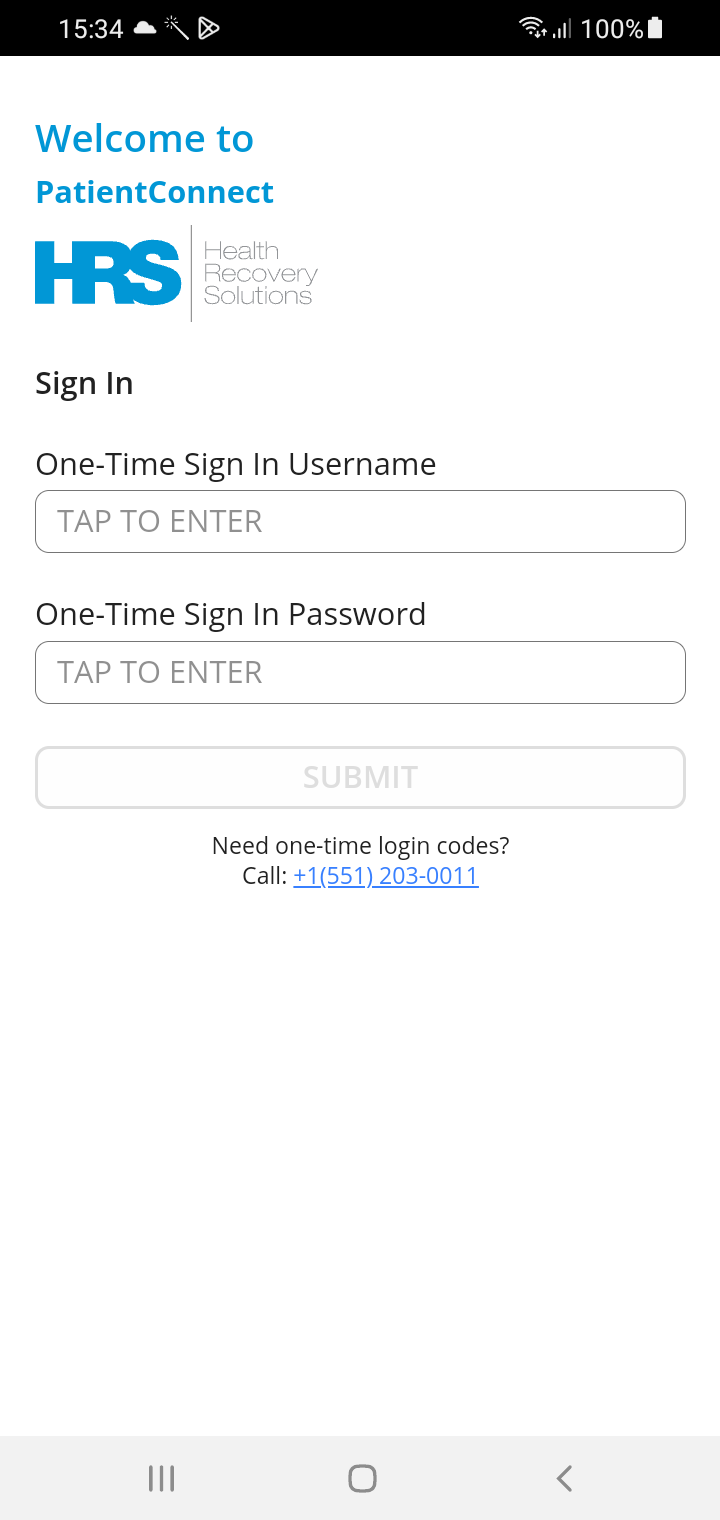 15:34
100%
Welcome to
PatientConnect
HRS
Health
Recovery
Solutions
Sign In
One-Time Sign In Username
TAP TO ENTER
One-Time Sign In Password
TAP TO ENTER
SUBMIT
Need one-time login codes?
Call: +1(551) 203-0011